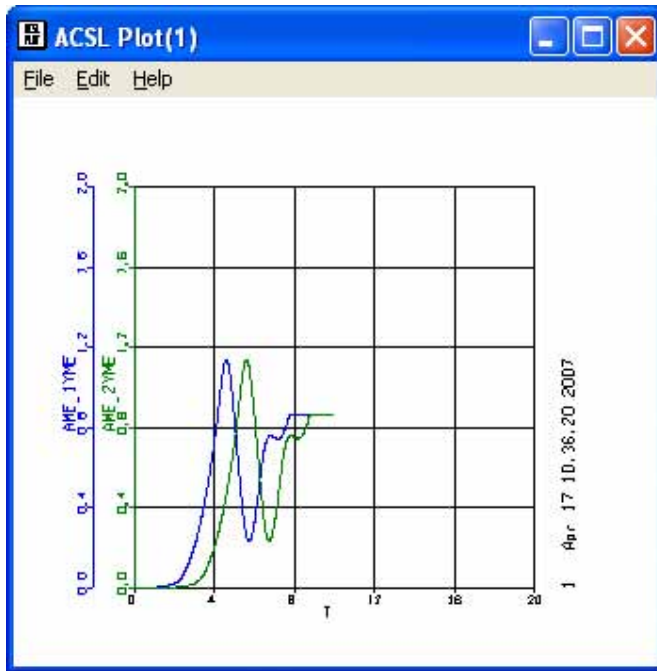 ACSL Plot(1)
File Edit Help
2.0 2.0
1.6 1.6
1.2 1.2
0.8 0.8
0.4 0.4
0.0 0.0
AME_1YME
AME_2YME
0 4 8 12 16 20
T
1 Apr 17 10.36.20 2007